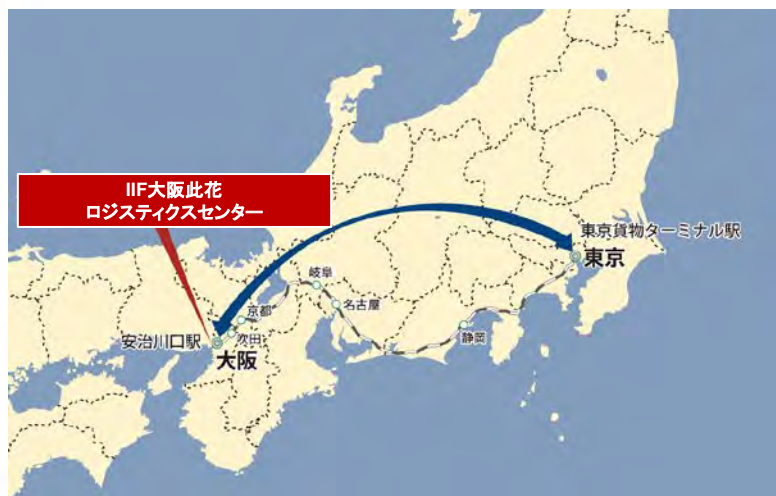 IIF大阪此花
ロジスティクスセンター
東京貨物ターミナル駅
東京
岐阜
名古屋
京都
静岡
安治川口駅
吹田
大阪